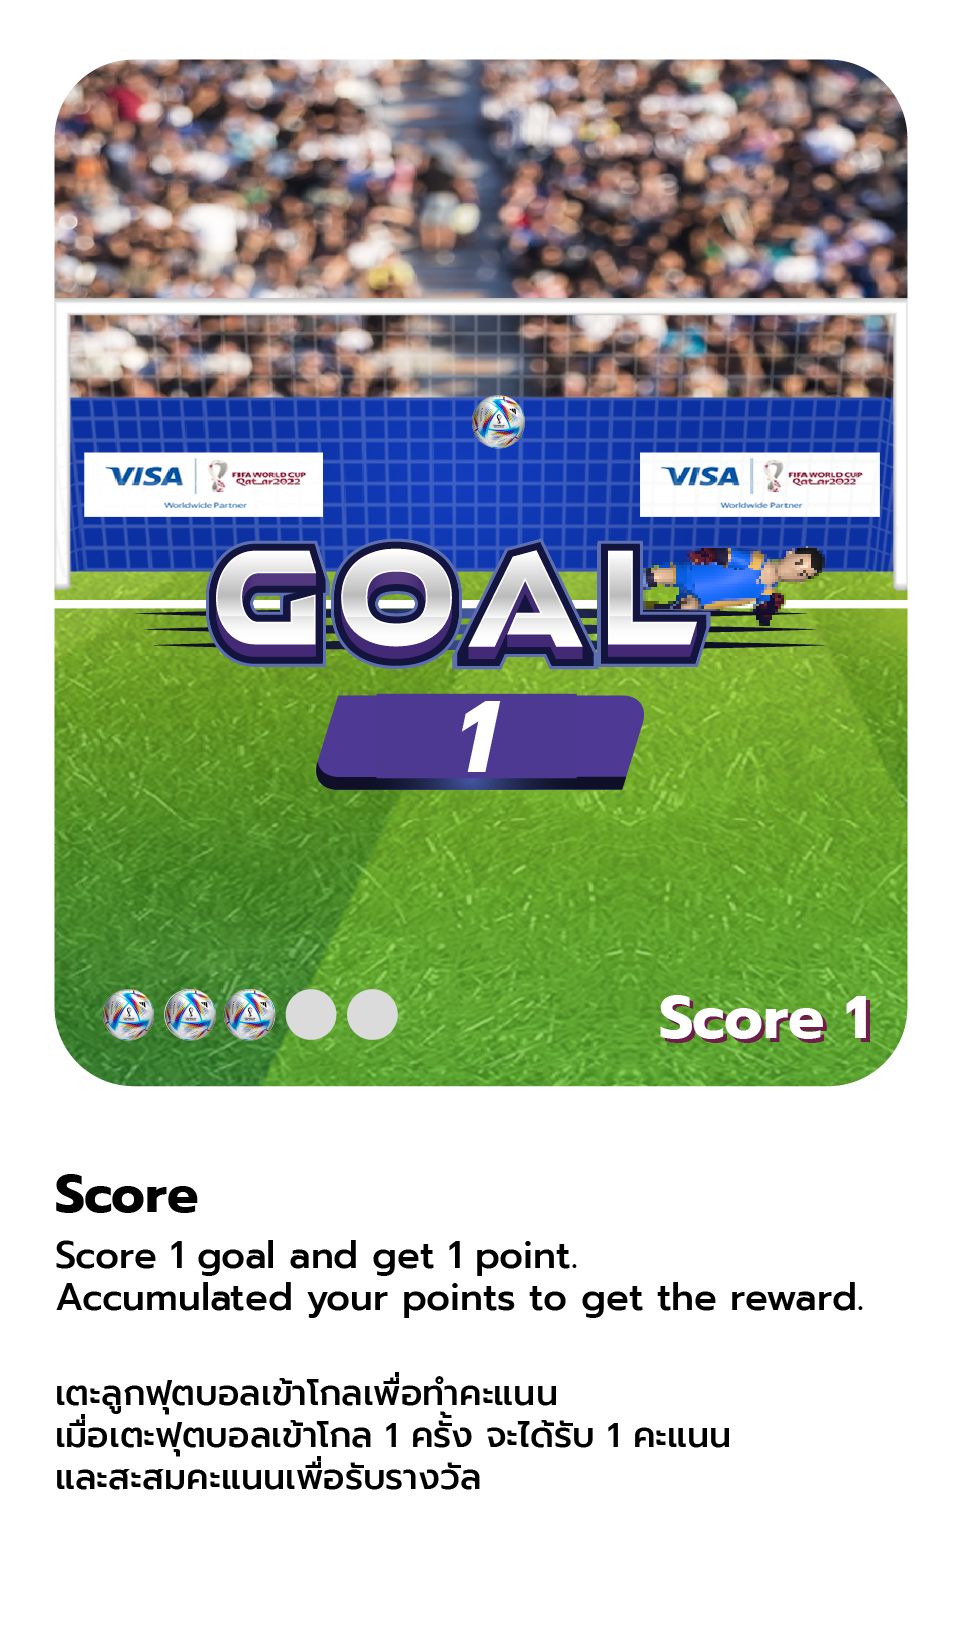 VISA
FIFA WORLD CUP
Qatar2022
Worldwide Partner
VISA
FIFA WORLD CUP
Qatar2022
Worldwide Partner
GOAL
1
Score 1
Score
Score 1 goal and get 1 point.
Accumulated your points to get the reward.
เตะลูกฟุตบอลเข้าโกลเพื่อทำคะแนน
เมื่อเตะฟุตบอลเข้าโกล 1 ครั้ง จะได้รับ 1 คะแนน
และสะสมคะแนนเพื่อรับรางวัล